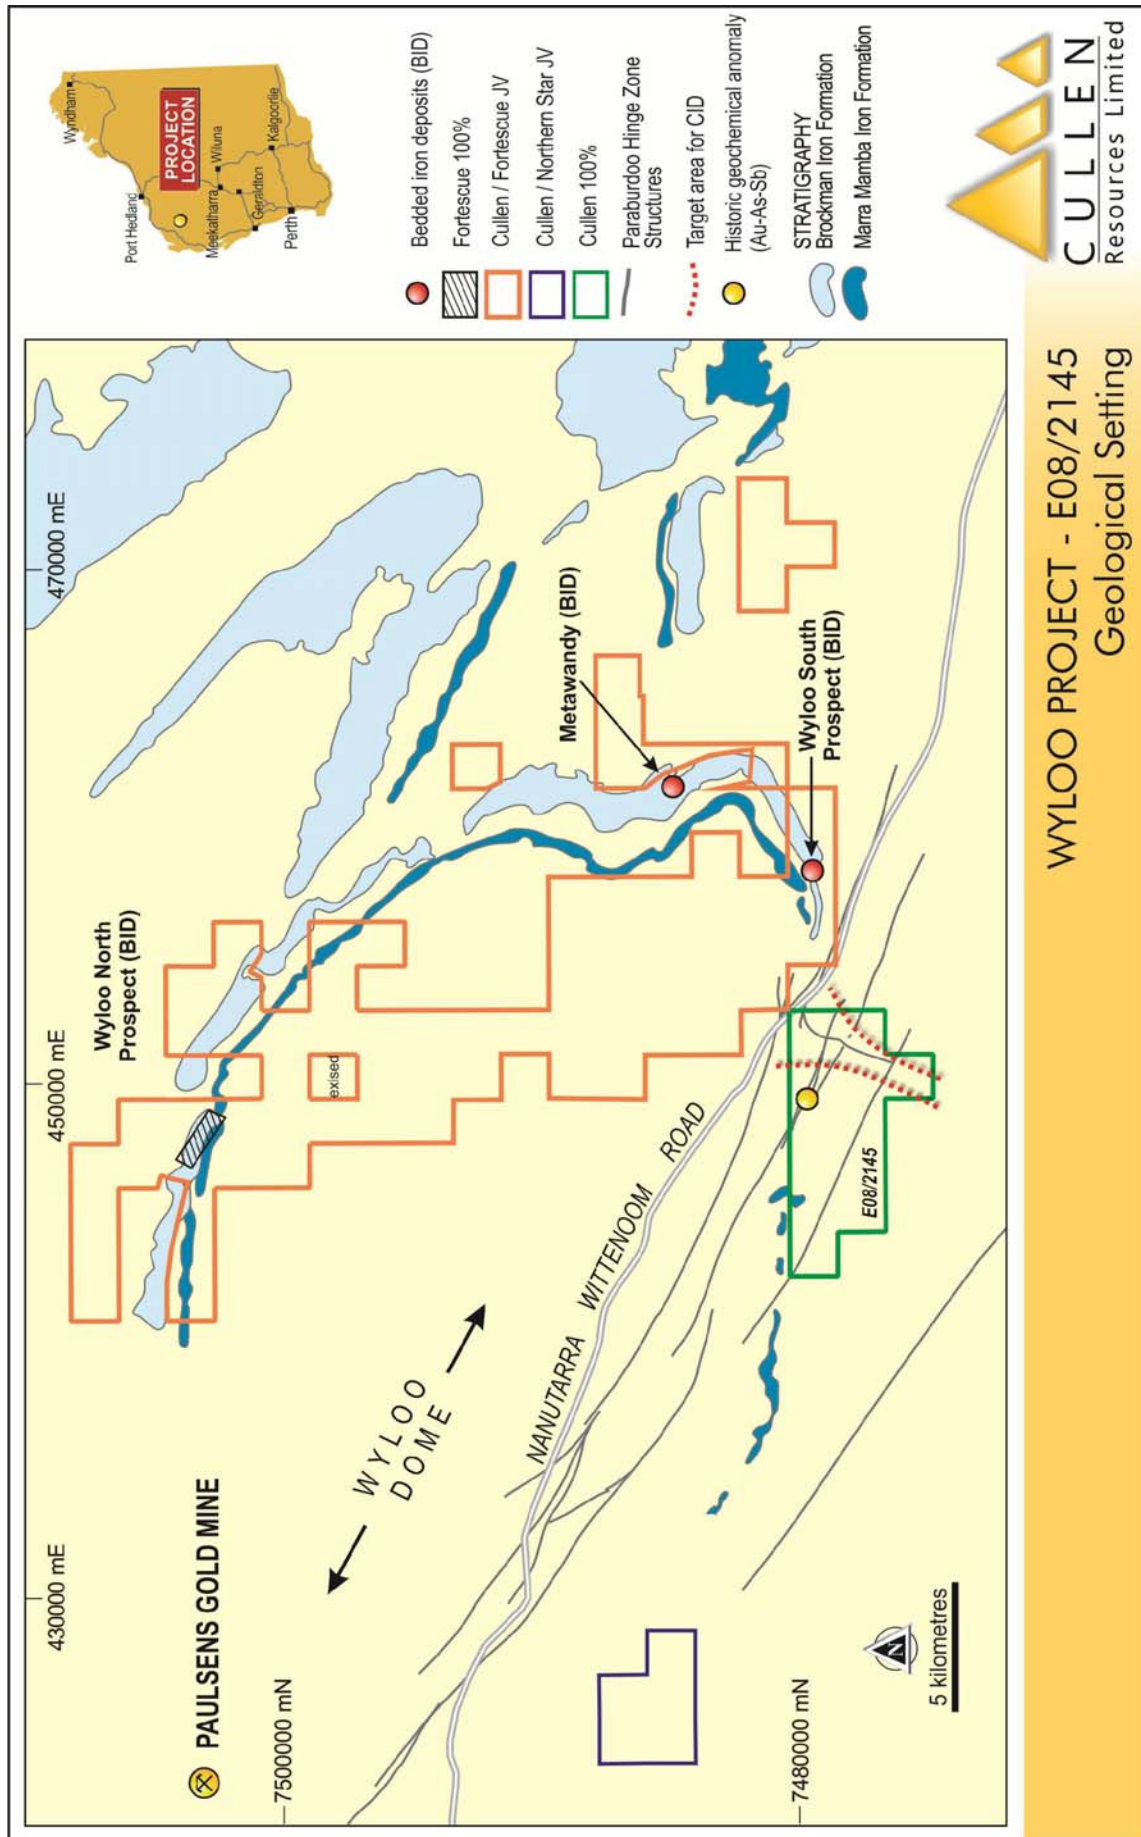 PAULSENS GOLD MINE
430000 mE
450000 mE
470000 mE
7500000 mN
7480000 mN
Wyloo North
Prospect (BID)
exised
WYLOO
DOME
Metawandy (BID)
Wyloo South
Prospect (BID)
NANUTARRA WITTENOOM ROAD
E08/2145
N
5 kilometres
Wyndham
Port Hedland
PROJECT
LOCATION
Meekatharra
Wiluna
Geraldton
Kalgoorlie
Perth
Bedded iron deposits (BID)
Fortescue 100%
Cullen / Fortescue JV
Cullen / Northern Star JV
Cullen 100%
Paraburdoo Hinge Zone
Structures
Target area for CID
Historic geochemical anomaly
(Au-As-Sb)
STRATIGRAPHY
Brockman Iron Formation
Marra Mamba Iron Formation
WYLOO PROJECT - E08/2145
Geological Setting
CULLEN
Resources Limited